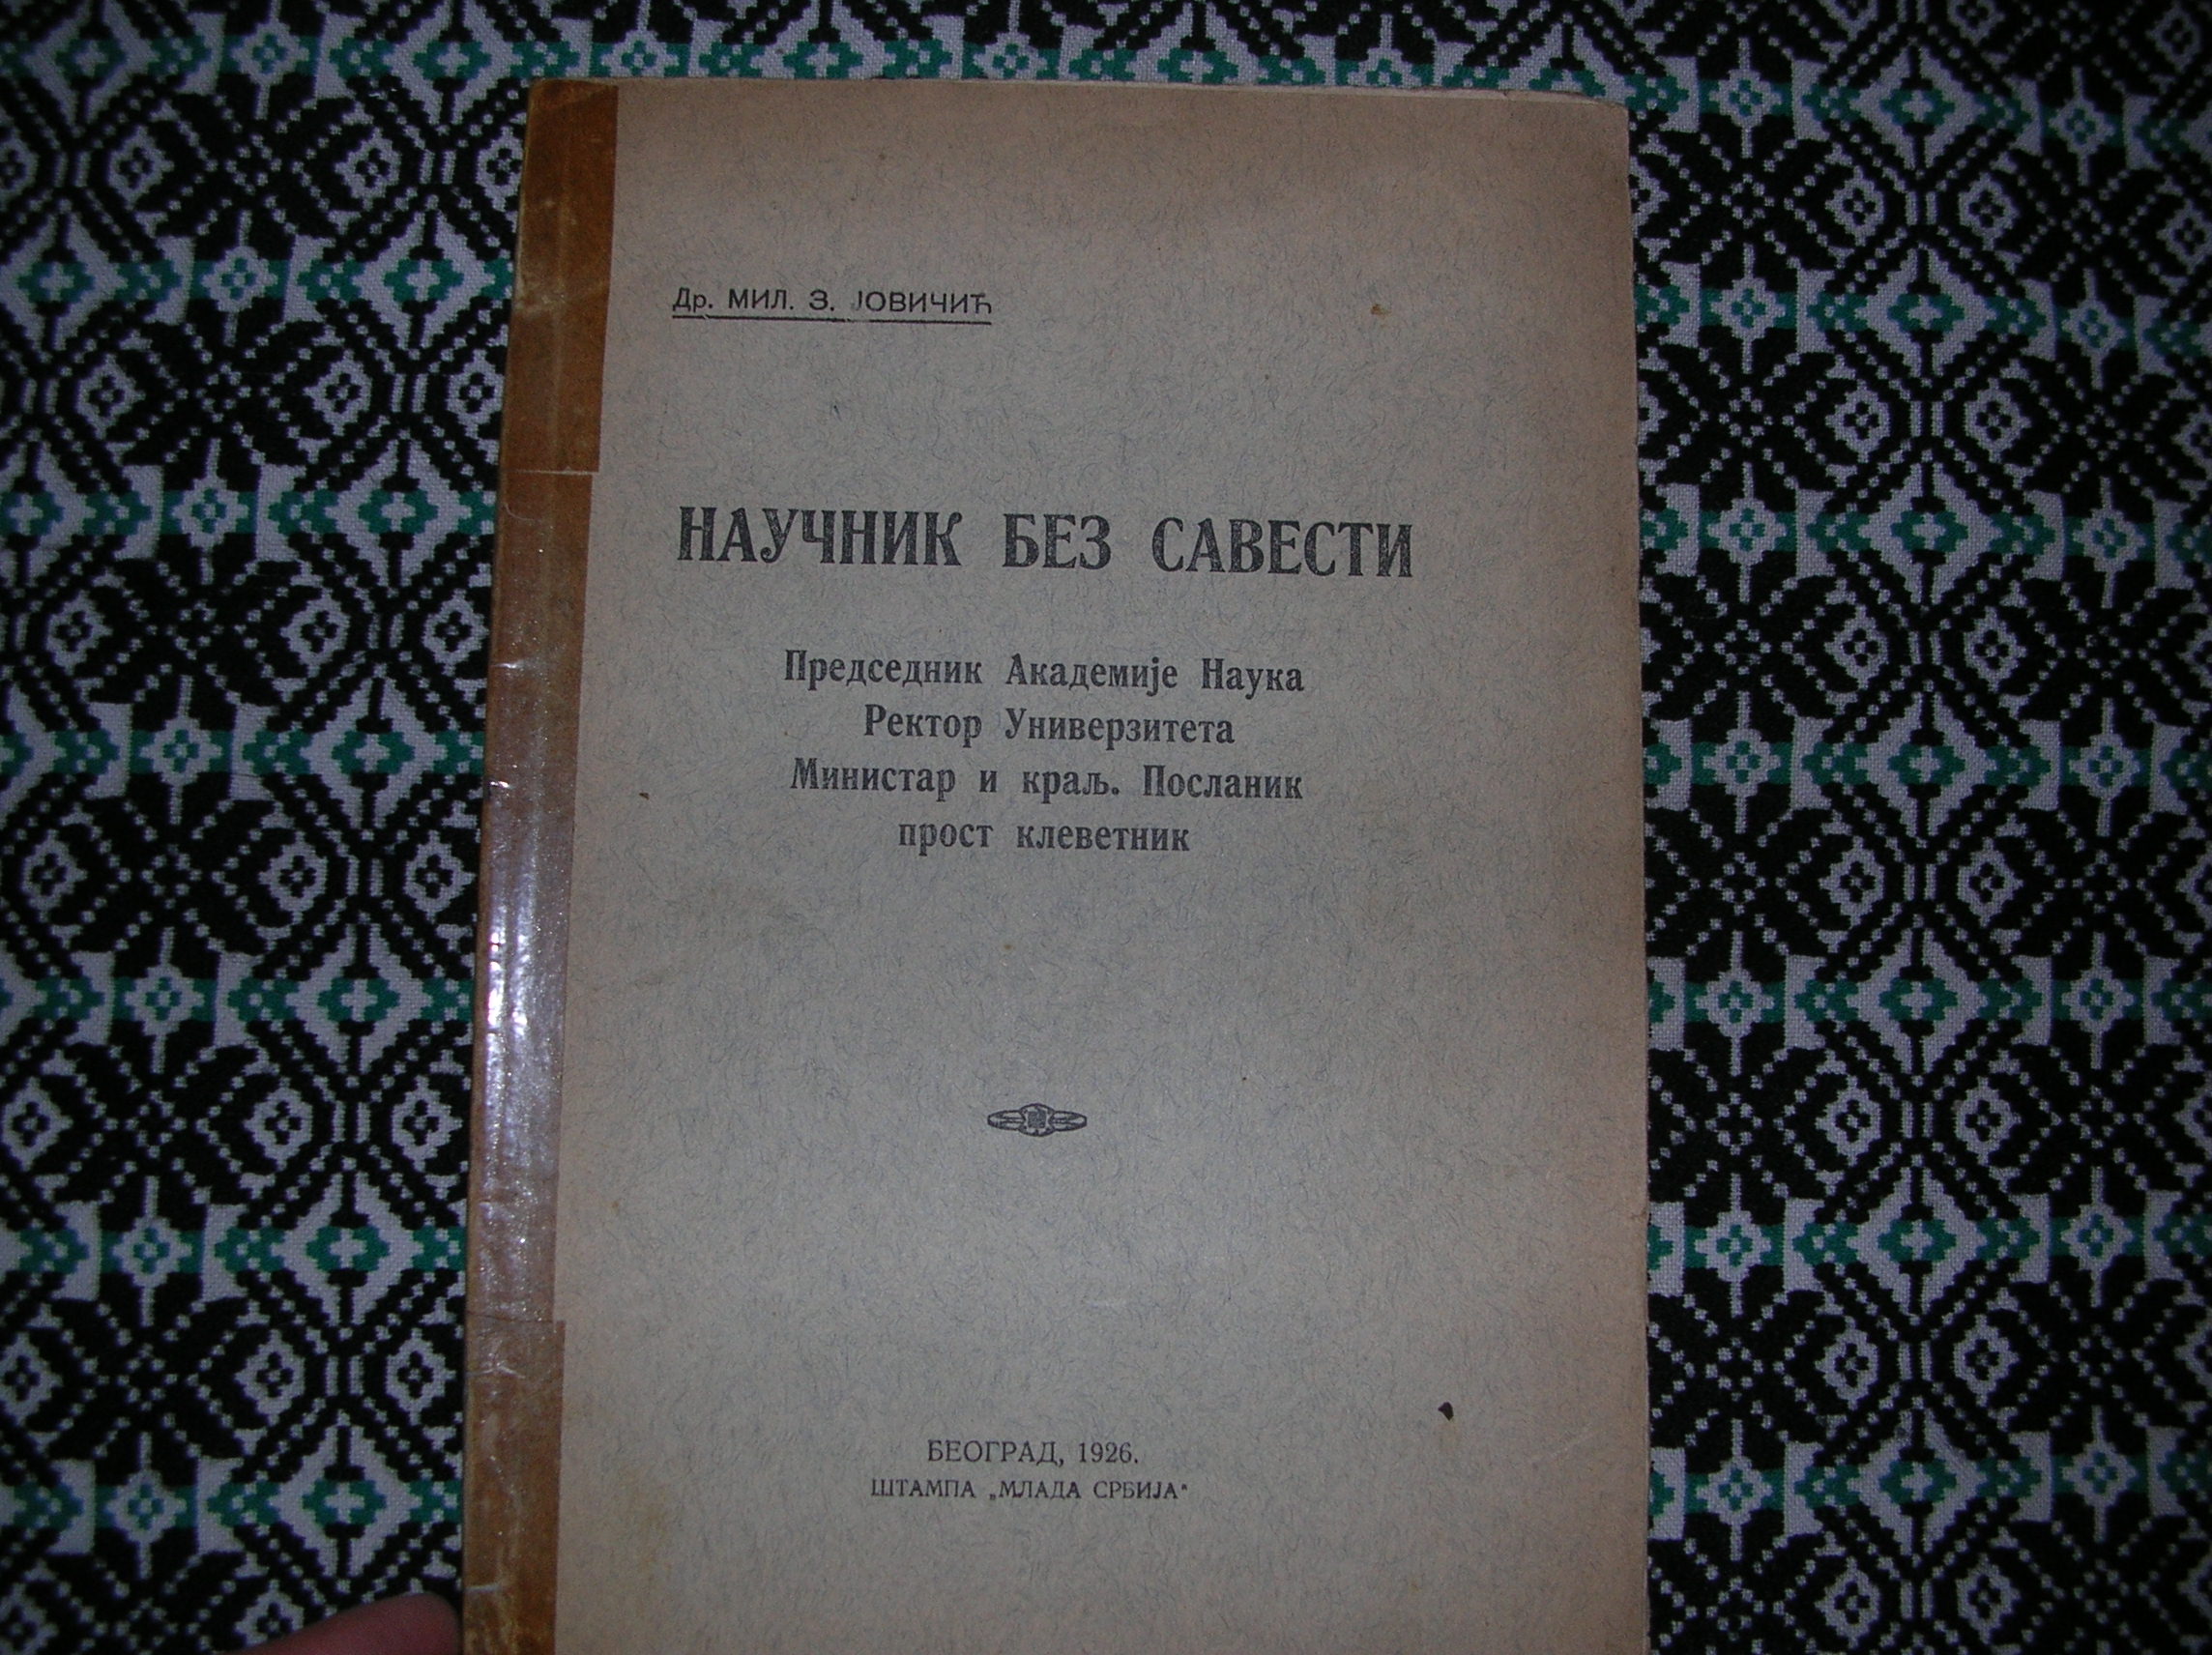 Др. МИЛ. З. ЈОВИЧИЋ
НАУЧНИК БЕЗ САВЕСТИ
Председник Академије Наука
Ректор Универзитета
Министар и краљ. Посланик
прост клеветник
БЕОГРАД, 1926.
ШТАМПА „МЛАДА СРБИЈА"